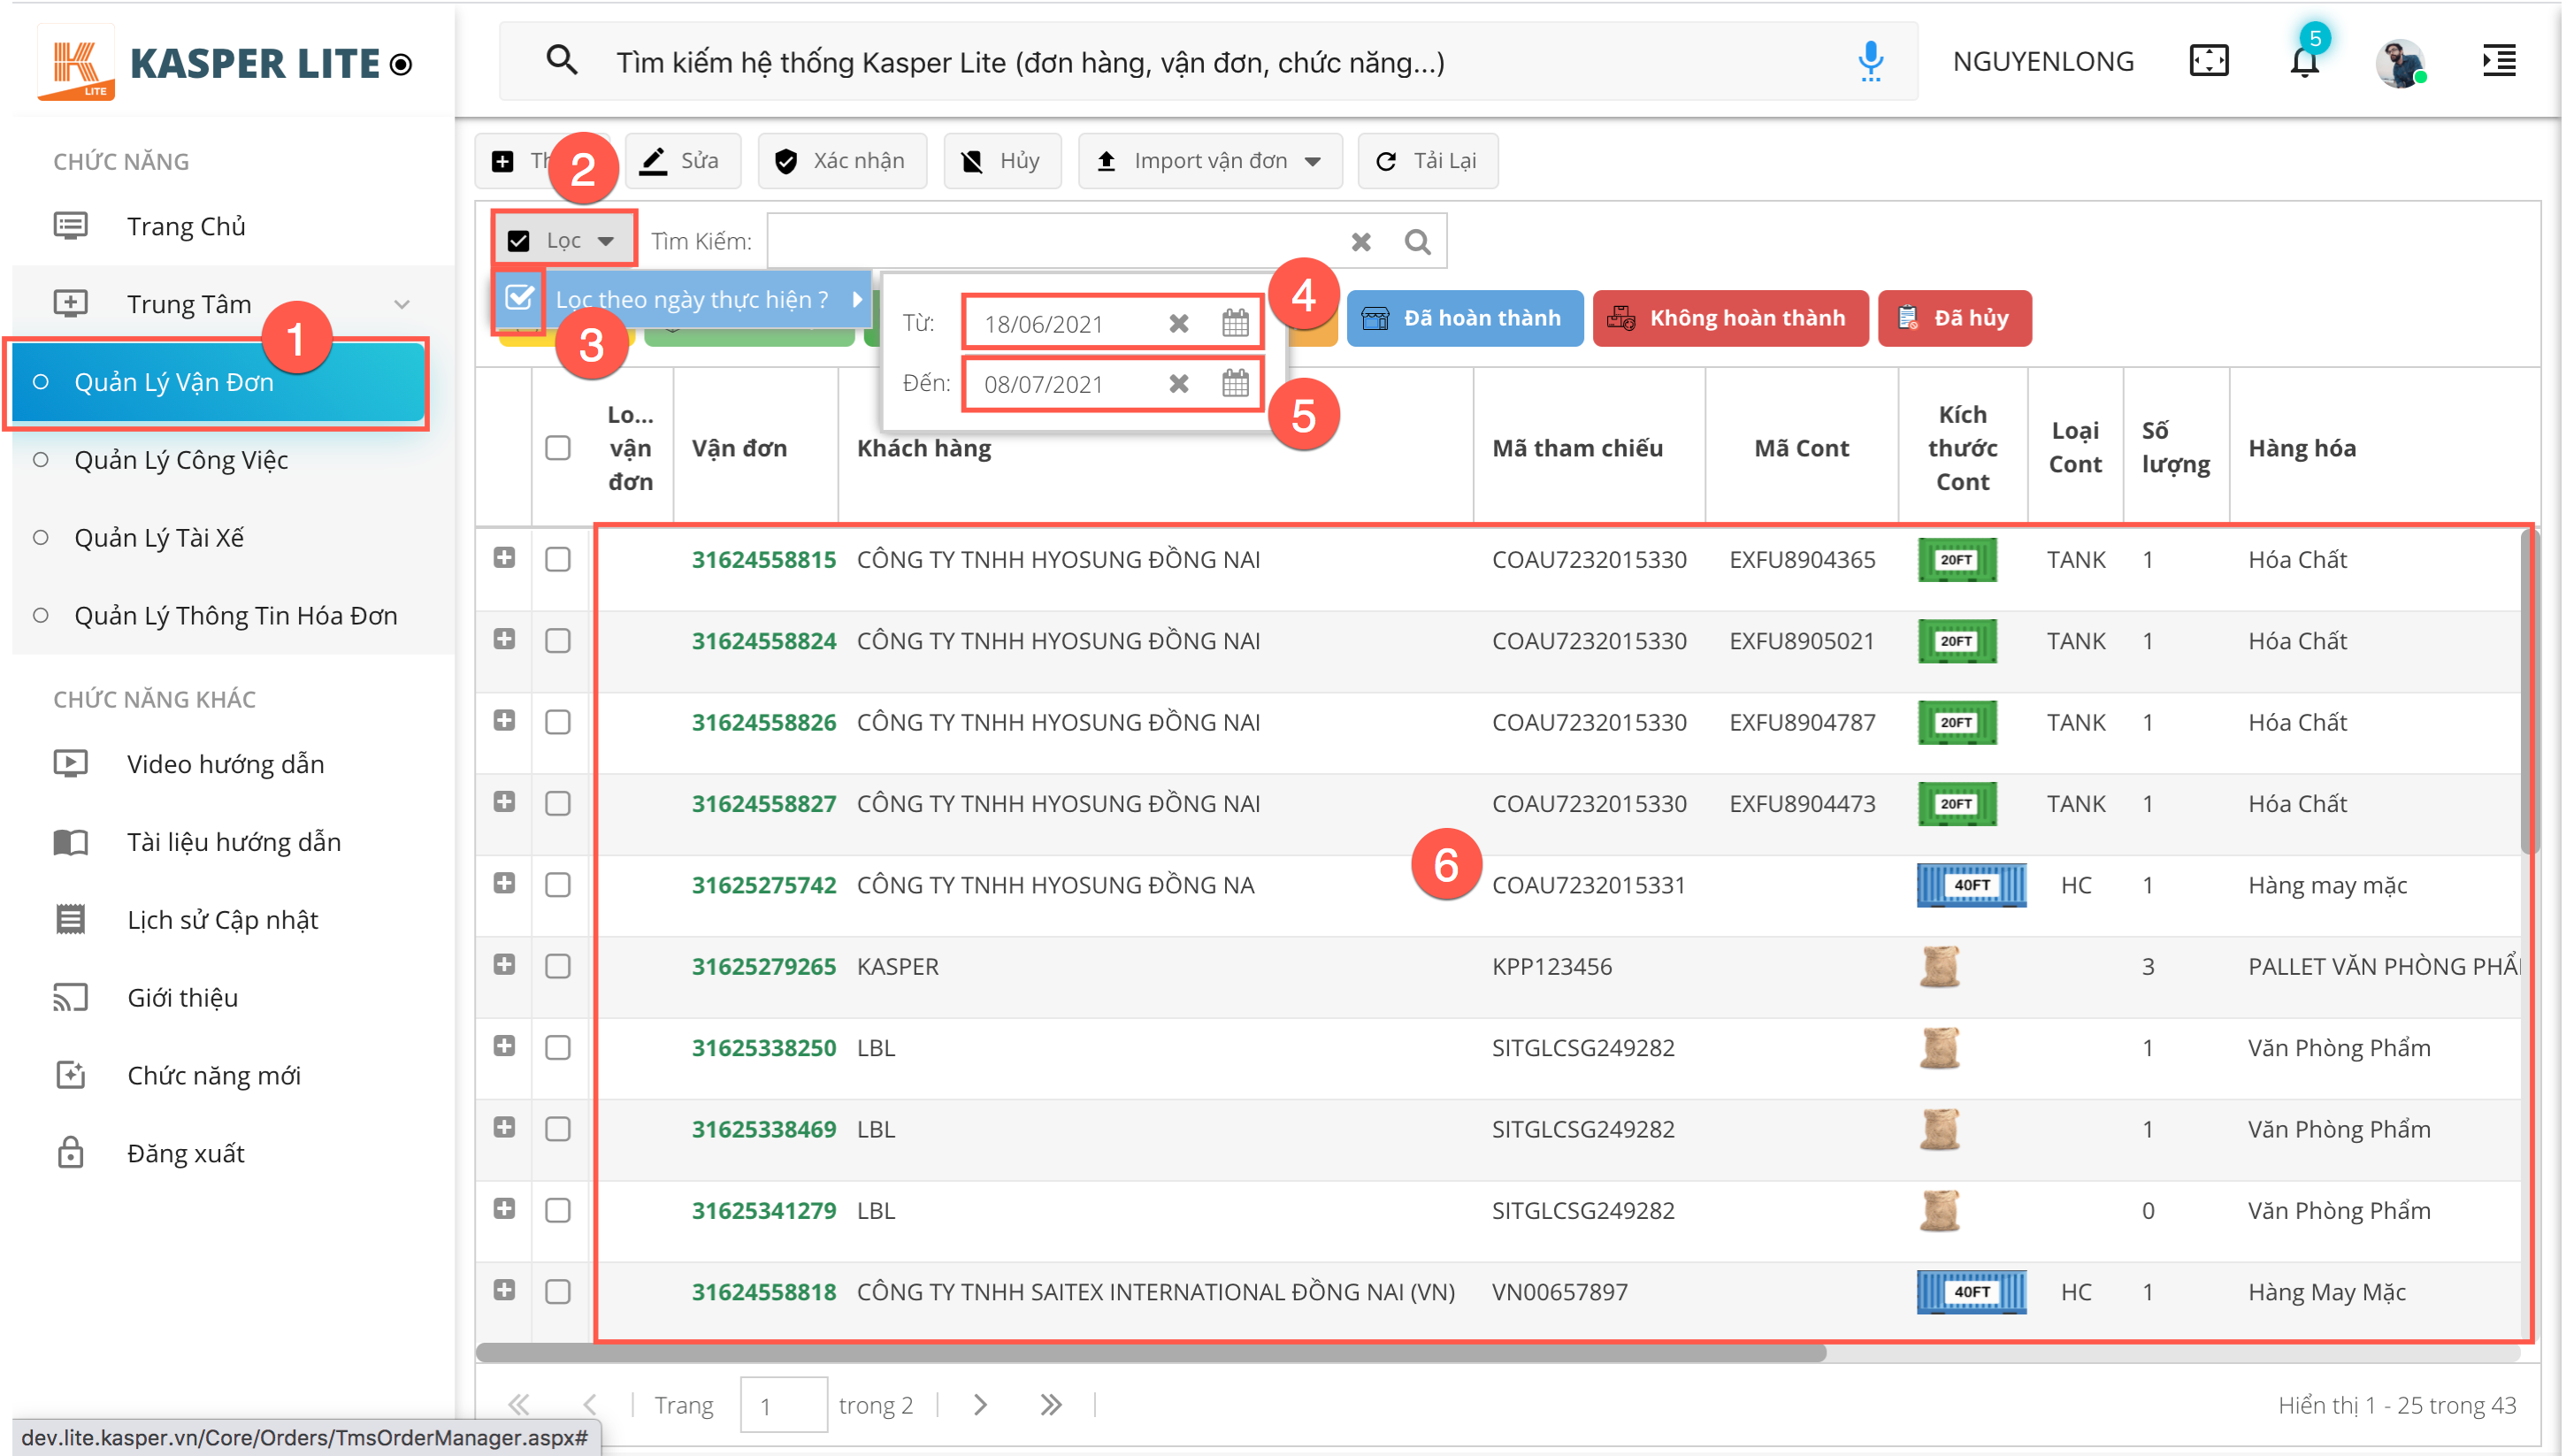 KASPER LITE
LITE
Tìm kiếm hệ thống Kasper Lite (đơn hàng, vận đơn, chức năng...)
NGUYENLONG
5
CHỨC NĂNG
Trang Chủ
Trung Tâm
1
Quản Lý Vận Đơn
Quản Lý Công Việc
Quản Lý Tài Xế
Quản Lý Thông Tin Hóa Đơn
CHỨC NĂNG KHÁC
Video hướng dẫn
Tài liệu hướng dẫn
Lịch sử Cập nhật
Giới thiệu
Chức năng mới
Đăng xuất
2 Sửa Xác nhận Hủy Import vận đơn Tải Lại
Lọc Tìm Kiếm:
Lọc theo ngày thực hiện ?
3
Từ: 18/06/2021
4
Đến: 08/07/2021
5
Đã hoàn thành Không hoàn thành Đã hủy
Lo... vận đơn Vận đơn Khách hàng Mã tham chiếu Mã Cont Kích thước Cont Loại Cont Số lượng Hàng hóa
31624558815 CÔNG TY TNHH HYOSUNG ĐỒNG NAI COAU7232015330 EXFU8904365 20FT TANK 1 Hóa Chất
31624558824 CÔNG TY TNHH HYOSUNG ĐỒNG NAI COAU7232015330 EXFU8905021 20FT TANK 1 Hóa Chất
31624558826 CÔNG TY TNHH HYOSUNG ĐỒNG NAI COAU7232015330 EXFU8904787 20FT TANK 1 Hóa Chất
31624558827 CÔNG TY TNHH HYOSUNG ĐỒNG NAI COAU7232015330 EXFU8904473 20FT TANK 1 Hóa Chất
6
31625275742 CÔNG TY TNHH HYOSUNG ĐỒNG NA COAU7232015331 40FT HC 1 Hàng may mặc
31625279265 KASPER KPP123456 3 PALLET VĂN PHÒNG
31625338250 LBL SITGLCSG249282 1 Văn Phòng Phẩm
31625338469 LBL SITGLCSG249282 1 Văn Phòng Phẩm
31625341279 LBL SITGLCSG249282 0 Văn Phòng Phẩm
31624558818 CÔNG TY TNHH SAITEX INTERNATIONAL ĐỒNG NAI (VN) VN00657897 40FT HC 1 Hàng May Mặc
Trang 1 trong 2
Hiển thị 1 - 25 trong 43
dev.lite.kasper.vn/Core/Orders/TmsOrderManager.aspx#